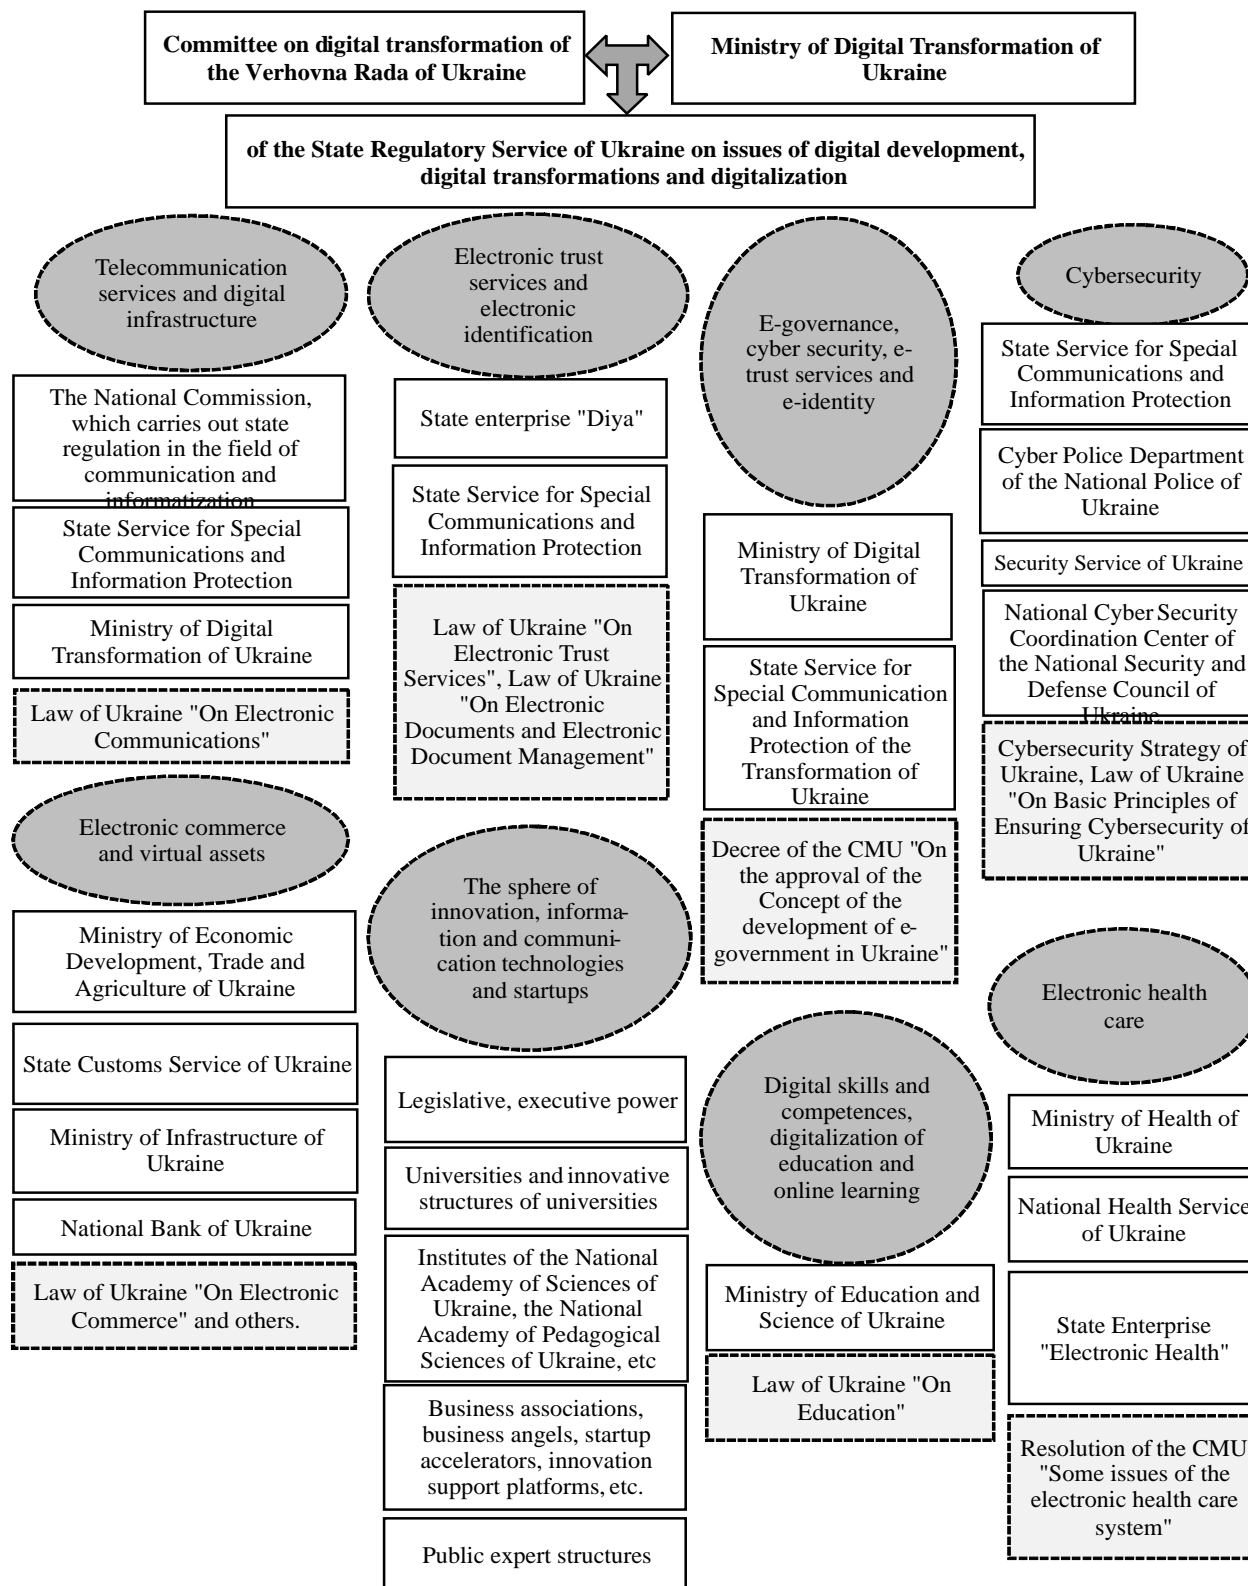 Committee on digital transformation of
the Verhovna Rada of Ukraine
Ministry of Digital Transformation of
Ukraine
of the State Regulatory Service of Ukraine on issues of digital development,
digital transformations and digitalization
Telecommunication
services and digital
infrastructure
The National Commission,
which carries out state
regulation in the field of
communication and
informatization
State Service for Special
Communications and
Information Protection
Ministry of Digital
Transformation of Ukraine
Law of Ukraine "On Electronic
Communications"
Electronic commerce
and virtual assets
Ministry of Economic
Development, Trade and
Agriculture of Ukraine
State Customs Service of Ukraine
Ministry of Infrastructure of
Ukraine
National Bank of Ukraine
Law of Ukraine "On Electronic
Commerce" and others.
Electronic trust
services and
electronic
identification
State enterprise "Diya"
State Service for Special
Communications and
Information Protection
Law of Ukraine "On
Electronic Trust
Services", Law of Ukraine
"On Electronic
Documents and Electronic
Document Management"
The sphere of
innovation, informa-
tion and communi-
cation technologies
and startups
Legislative, executive power
Universities and innovative
structures of universities
Institutes of the National
Academy of Sciences of
Ukraine, the National
Academy of Pedagogical
Sciences of Ukraine, etc
Business associations,
business angels, startup
accelerators, innovation
support platforms, etc.
Public expert structures
E-governance,
cyber security, e-
trust services and
e-identity
Ministry of Digital
Transformation of
Ukraine
State Service for
Special Communication
and Information
Protection of the
Transformation of
Ukraine
Decree of the CMU "On
the approval of the
Concept of the
development of e-
government in Ukraine"
Digital skills and
competences,
digitalization of
education and
online learning
Ministry of Education and
Science of Ukraine
Law of Ukraine "On
Education"
Cybersecurity
State Service for Special
Communications and
Information Protection
Cyber Police Department
of the National Police of
Ukraine
Security Service of Ukraine
National Cyber Security
Coordination Center of
the National Security and
Defense Council of
Ukraine
Cybersecurity Strategy of
Ukraine, Law of Ukraine
"On Basic Principles of
Ensuring Cybersecurity of
Ukraine"
Electronic health
care
Ministry of Health of
Ukraine
National Health Service
of Ukraine
State Enterprise
"Electronic Health"
Resolution of the CMU
"Some issues of the
electronic health care
system"